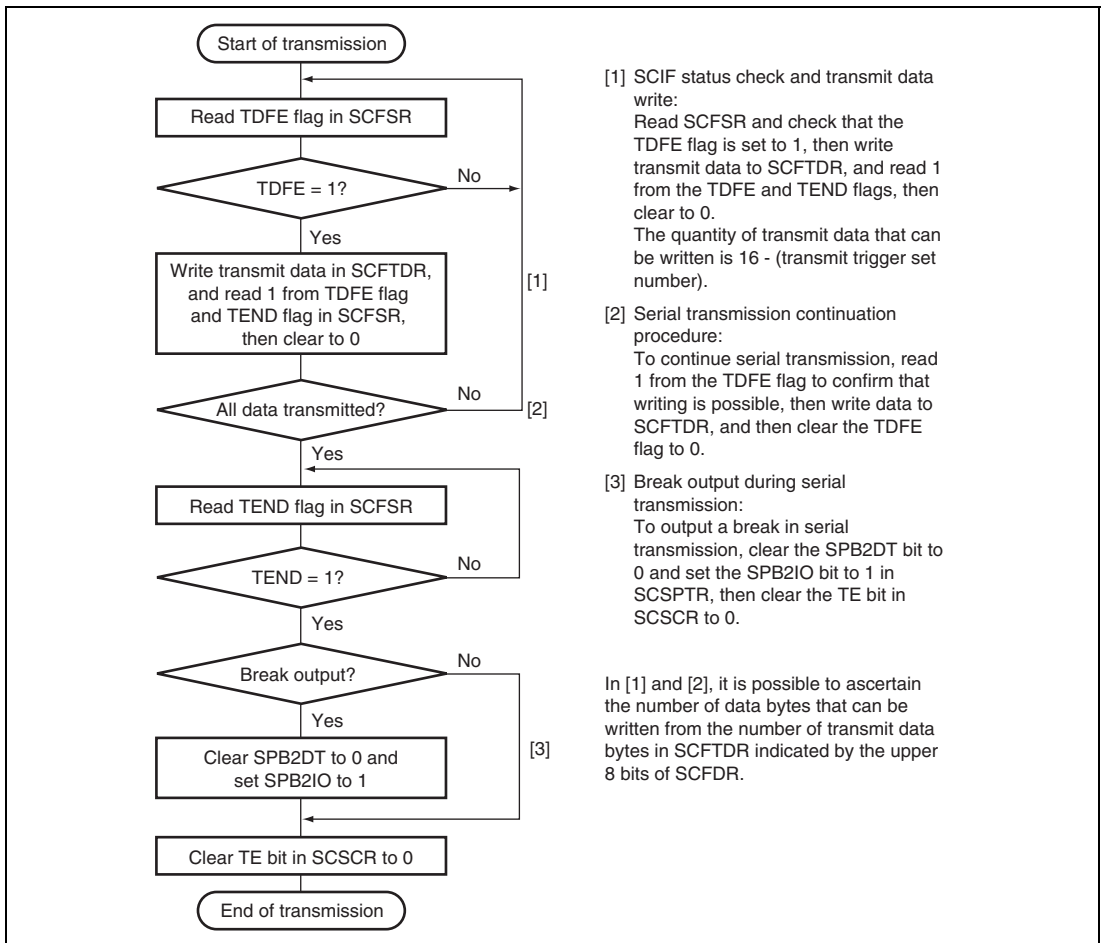 Start of transmission
Read TDFE flag in SCFSR
TDFE = 1?
No
Yes
Write transmit data in SCFTDR,
and read 1 from TDFE flag
and TEND flag in SCFSR,
then clear to 0
[1]
All data transmitted?
No
[2]
Yes
Read TEND flag in SCFSR
TEND = 1?
No
Yes
Break output?
No
Yes
Clear SPB2DT to 0 and
set SPB2IO to 1
[3]
Clear TE bit in SCSCR to 0
End of transmission
[1] SCIF status check and transmit data
write:
Read SCFSR and check that the
TDFE flag is set to 1, then write
transmit data to SCFTDR, and read 1
from the TDFE and TEND flags, then
clear to 0.
The quantity of transmit data that can
be written is 16 - (transmit trigger set
number).
[2] Serial transmission continuation
procedure:
To continue serial transmission, read
1 from the TDFE flag to confirm that
writing is possible, then write data to
SCFTDR, and then clear the TDFE
flag to 0.
[3] Break output during serial
transmission:
To output a break in serial
transmission, clear the SPB2DT bit to
0 and set the SPB2IO bit to 1 in
SCSPTR, then clear the TE bit in
SCSCR to 0.
In [1] and [2], it is possible to ascertain
the number of data bytes that can be
written from the number of transmit data
bytes in SCFTDR indicated by the upper
8 bits of SCFDR.